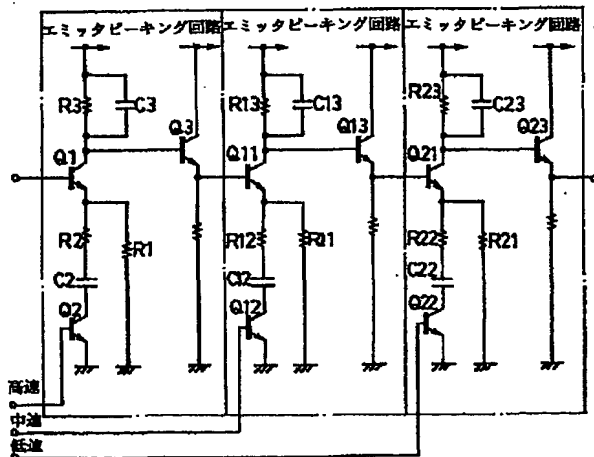 エミッタピーキング回路 エミッタピーキング回路 エミッタピーキング回路
R3 C3 R13 C13 R23 C23
Q3 Q13 Q23
Q1 Q11 Q21
R2 R1 R12 R21 R22 R21
C2 C12 C22
Q2 Q12 Q22
高速
中速
低速